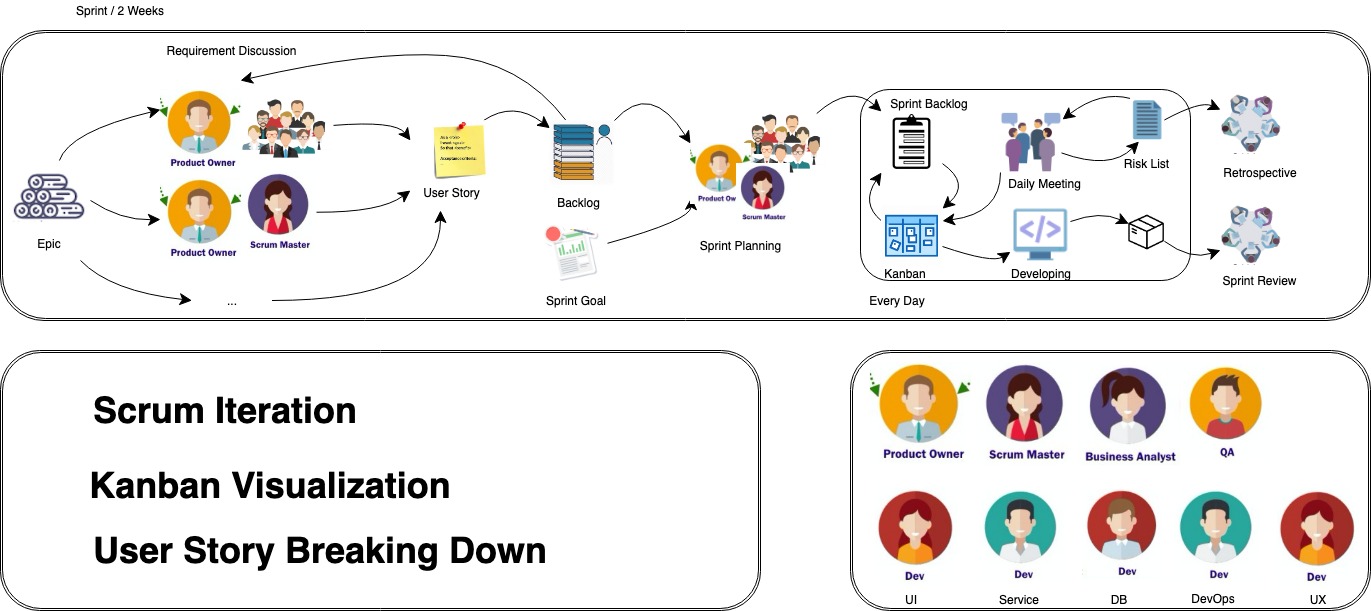 Sprint / 2 Weeks
Requirement Discussion
Product Owner
Product Owner
Scrum Master
Epic
...
User Story
Backlog
Sprint Goal
Product Ow
Scrum Master
Sprint Planning
Sprint Backlog
Kanban
Every Day
Daily Meeting
Developing
Risk List
Retrospective
Sprint Review
Scrum Iteration
Kanban Visualization
User Story Breaking Down
Product Owner
Scrum Master
Business Analyst
QA
Dev
Dev
Dev
Dev
Dev
UI
Service
DB
DevOps
UX